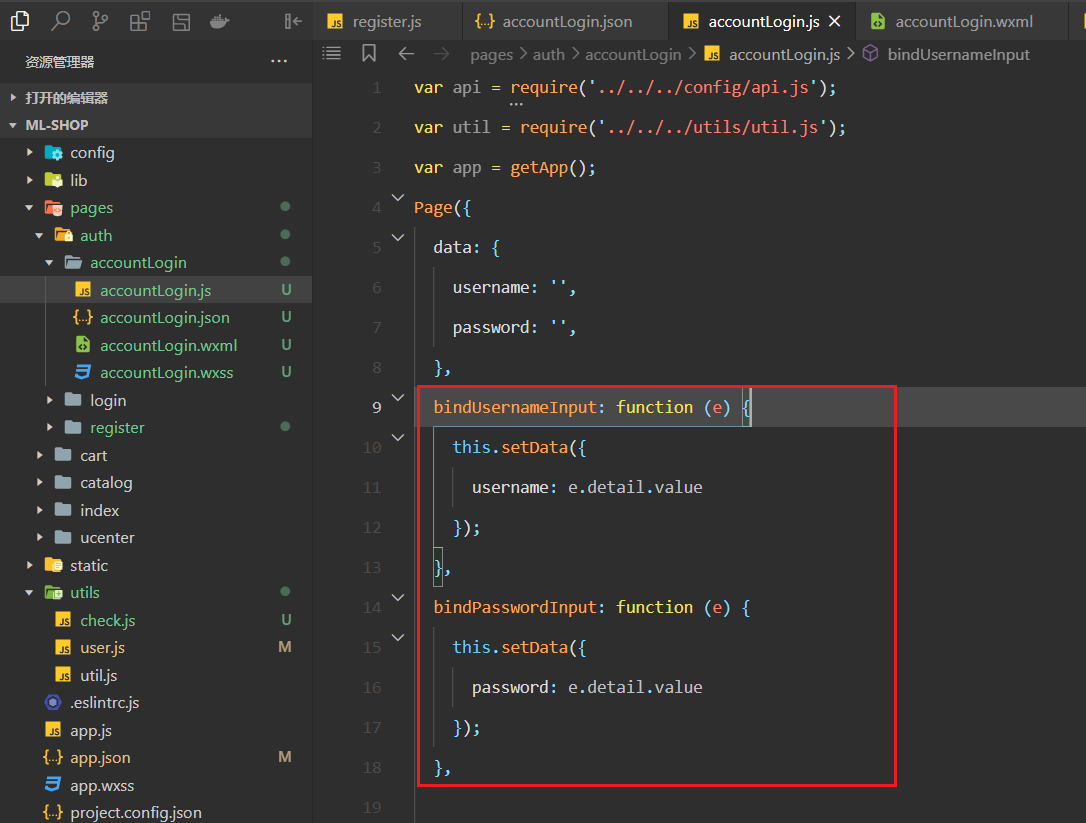 register.js
accountLogin.json
accountLogin.js
accountLogin.wxml
资源管理器
pages > auth > accountLogin > accountLogin.js > bindUsernameInput
打开的编辑器
ML-SHOP
config
lib
pages
auth
accountLogin
accountLogin.js U
accountLogin.json U
accountLogin.wxml U
accountLogin.wxss U
login
register
cart
catalog
index
ucenter
static
utils
check.js U
user.js M
util.js
.eslintrc.js
app.js
app.json M
app.wxss
project.config.json
1 var api = require('../../../config/api.js');
2 var util = require('../../../utils/util.js');
3 var app = getApp();
4 Page({
5 data: {
6 username: '',
7 password: '',
8 },
9 bindUsernameInput: function (e) {
10 this.setData({
11 username: e.detail.value
12 });
13 },
14 bindPasswordInput: function (e) {
15 this.setData({
16 password: e.detail.value
17 });
18 },
19